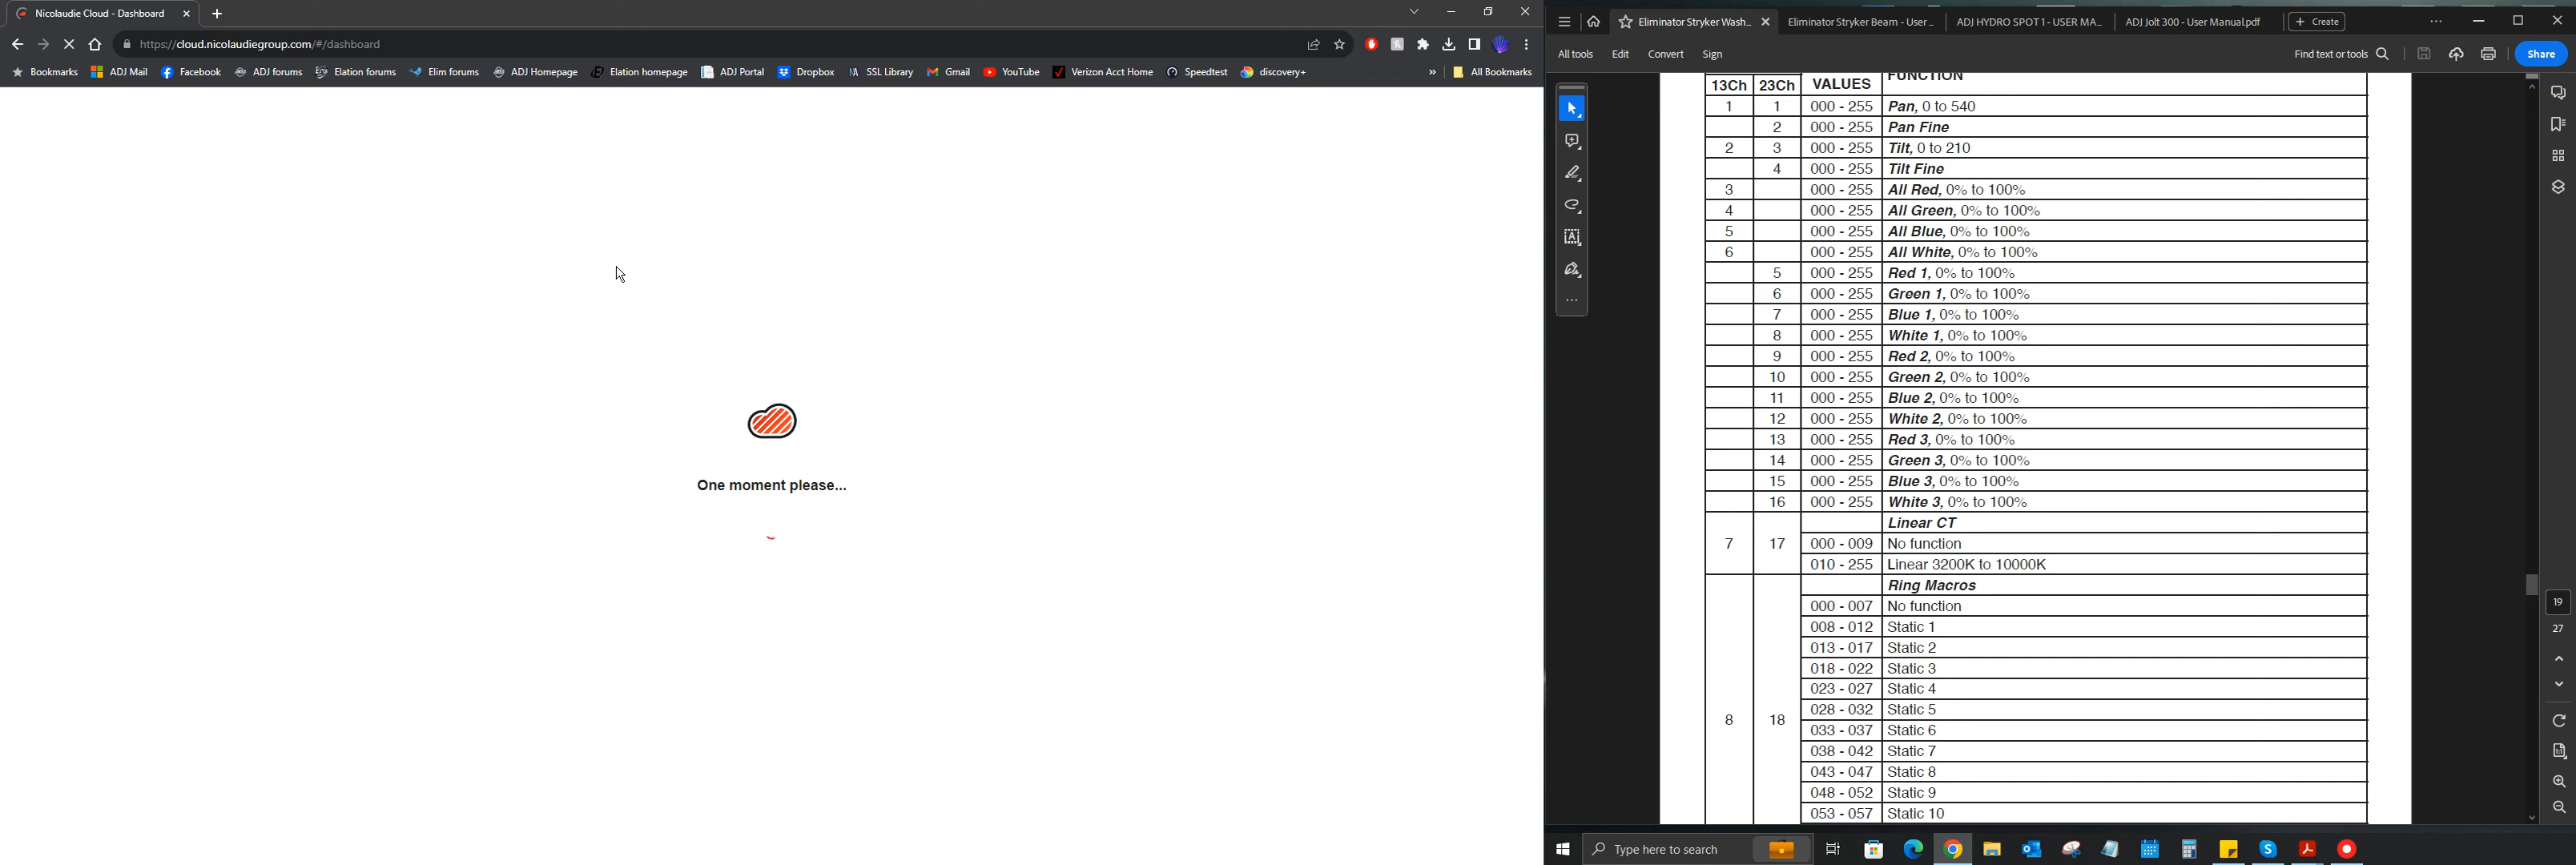 Nicolaudie Cloud - Dashboard
https://cloud.nicolaudiegroup.com/#/dashboard
Bookmarks ADJ Mail Facebook ADJ forums Elation forums Elim forums ADJ Homepage Elation homepage ADJ Portal Dropbox SSL Library Gmail YouTube Verizon Acct Home Speedtest discovery+ » All Bookmarks
One moment please...
Eliminator Stryker Wash... Eliminator Stryker Beam - User ... ADJ HYDRO SPOT 1 - USER MA... ADJ Jolt 300 - User Manual.pdf + Create
All tools Edit Convert Sign Find text or tools Share
13Ch 23Ch VALUES FUNCTION
1 1 000 - 255 Pan, 0 to 540
2 000 - 255 Pan Fine
2 3 000 - 255 Tilt, 0 to 210
4 000 - 255 Tilt Fine
3 000 - 255 All Red, 0% to 100%
4 000 - 255 All Green, 0% to 100%
5 000 - 255 All Blue, 0% to 100%
6 000 - 255 All White, 0% to 100%
5 000 - 255 Red 1, 0% to 100%
6 000 - 255 Green 1, 0% to 100%
7 000 - 255 Blue 1, 0% to 100%
8 000 - 255 White 1, 0% to 100%
9 000 - 255 Red 2, 0% to 100%
10 000 - 255 Green 2, 0% to 100%
11 000 - 255 Blue 2, 0% to 100%
12 000 - 255 White 2, 0% to 100%
13 000 - 255 Red 3, 0% to 100%
14 000 - 255 Green 3, 0% to 100%
15 000 - 255 Blue 3, 0% to 100%
16 000 - 255 White 3, 0% to 100%
Linear CT
7 17 000 - 009 No function
010 - 255 Linear 3200K to 10000K
Ring Macros
000 - 007 No function
008 - 012 Static 1
013 - 017 Static 2
018 - 022 Static 3
023 - 027 Static 4
028 - 032 Static 5
8 18 033 - 037 Static 6
038 - 042 Static 7
043 - 047 Static 8
048 - 052 Static 9
053 - 057 Static 10
19
27
Type here to search